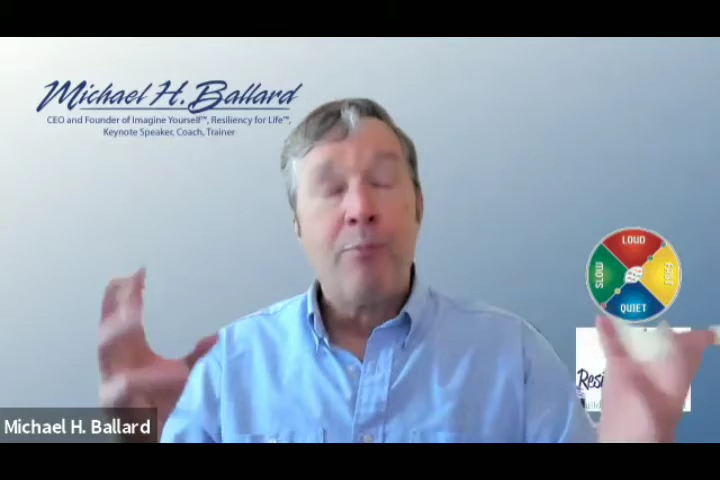 Michael H. Ballard
CEO and Founder of Imagine Yourself™, Resiliency for Life™,
Keynote Speaker, Coach, Trainer
LOUD
SLOW
FAST
QUIET
Michael H. Ballard